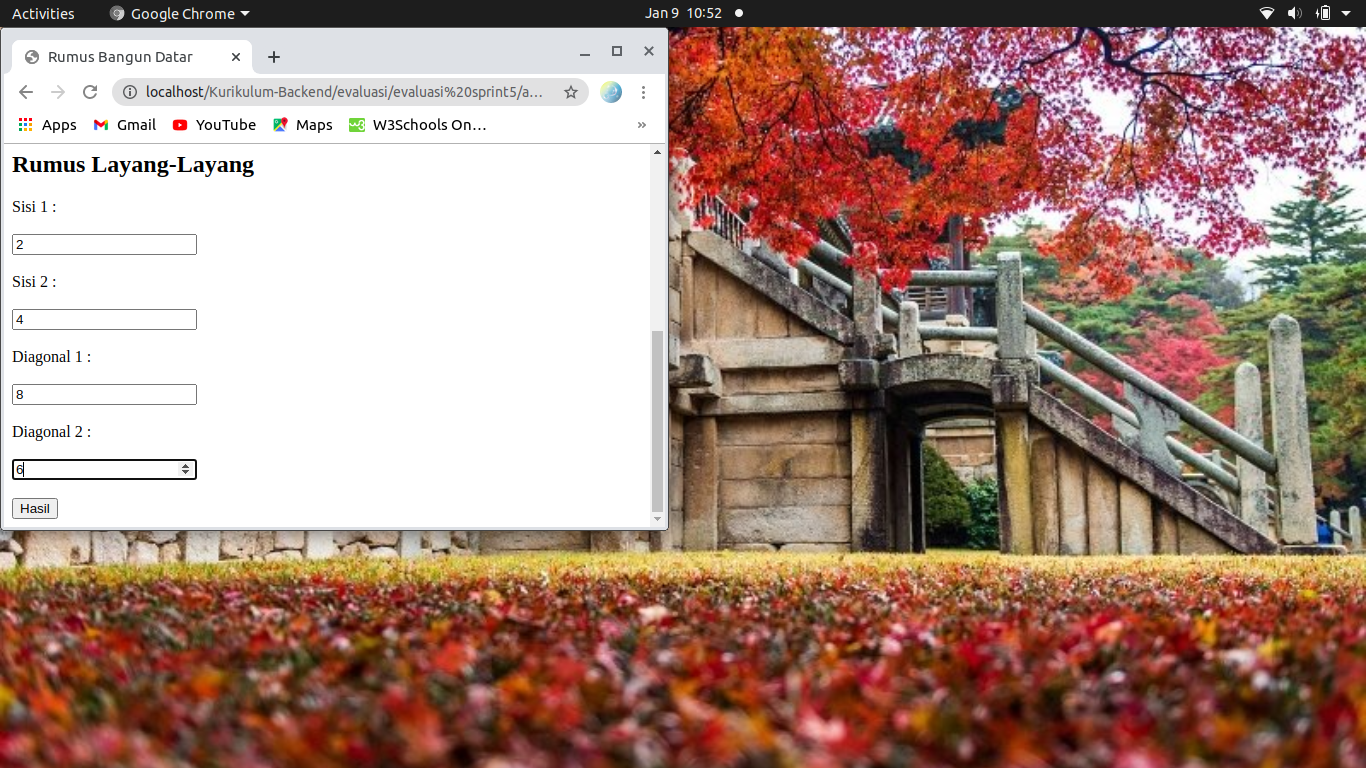 Activities Google Chrome Jan 9 10:52
Rumus Bangun Datar
localhost/Kurikulum-Backend/evaluasi/evaluasi%20sprint5/a...
Apps Gmail YouTube Maps W3Schools On... »
Rumus Layang-Layang
Sisi 1 :
2
Sisi 2 :
4
Diagonal 1 :
8
Diagonal 2 :
6
Hasil